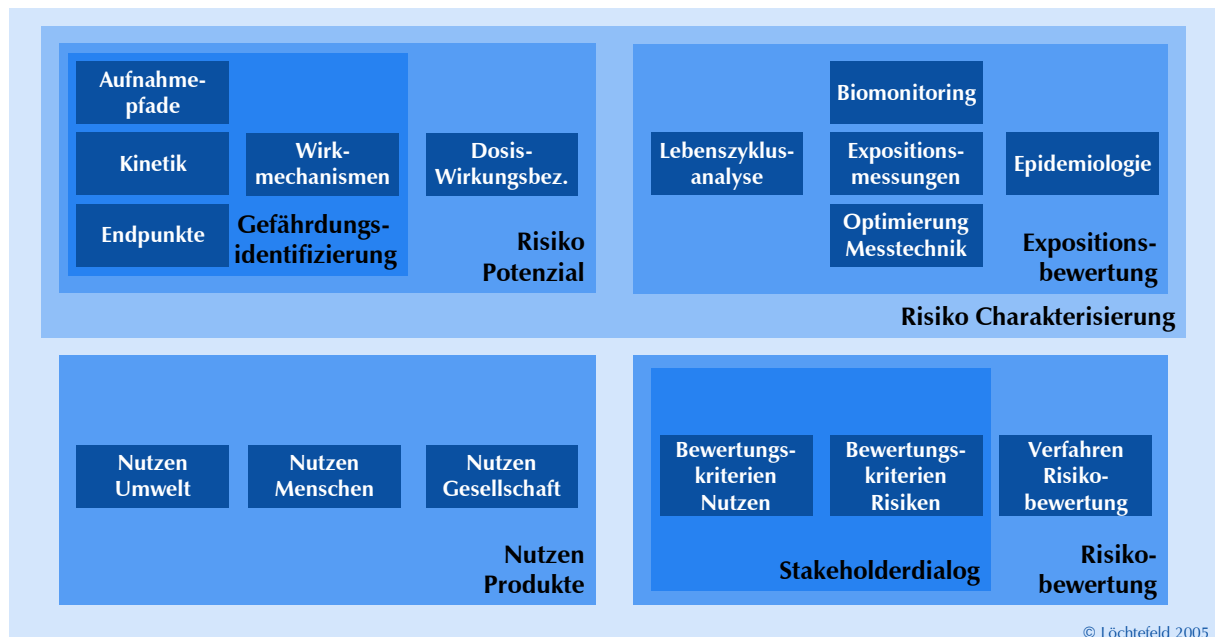 Aufnahme-
pfade
Kinetik
Endpunkte
Wirk-
mechanismen
Gefährdungs-
identifizierung
Dosis-
Wirkungsbez.
Risiko
Potenzial
Lebenszyklus-
analyse
Biomonitoring
Expositions-
messungen
Optimierung
Messtechnik
Epidemiologie
Expositions-
bewertung
Risiko Charakterisierung
Nutzen
Umwelt
Nutzen
Menschen
Nutzen
Gesellschaft
Nutzen
Produkte
Bewertungs-
kriterien
Nutzen
Bewertungs-
kriterien
Risiken
Stakeholderdialog
Verfahren
Risiko-
bewertung
Risiko-
bewertung
© Löchtefeld 2005